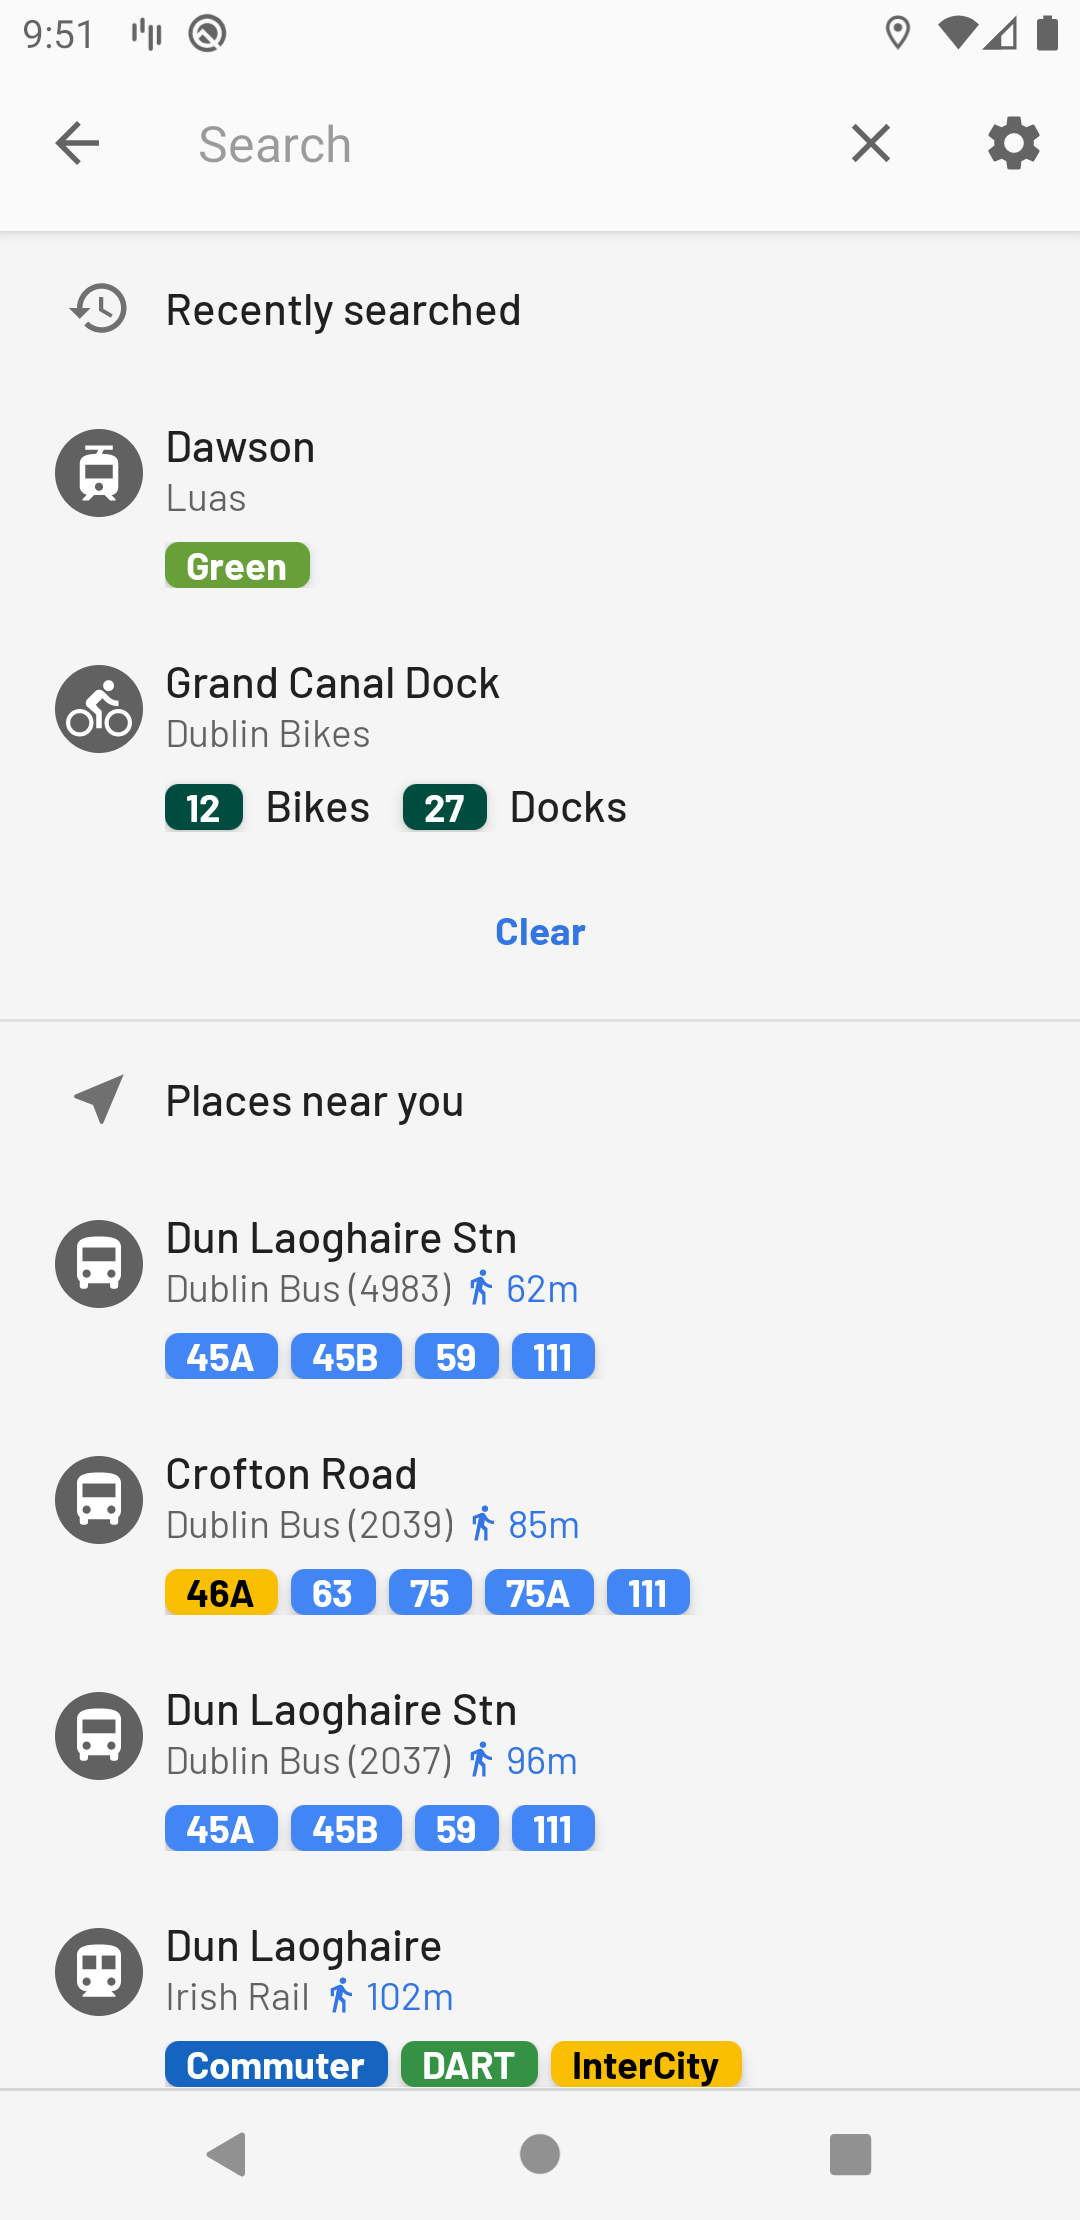 9:51
Search
Recently searched
Dawson
Luas
Green
Grand Canal Dock
Dublin Bikes
12 Bikes 27 Docks
Clear
Places near you
Dun Laoghaire Stn
Dublin Bus (4983) 62m
45A 45B 59 111
Crofton Road
Dublin Bus (2039) 85m
46A 63 75 75A 111
Dun Laoghaire Stn
Dublin Bus (2037) 96m
45A 45B 59 111
Dun Laoghaire
Irish Rail 102m
Commuter DART InterCity